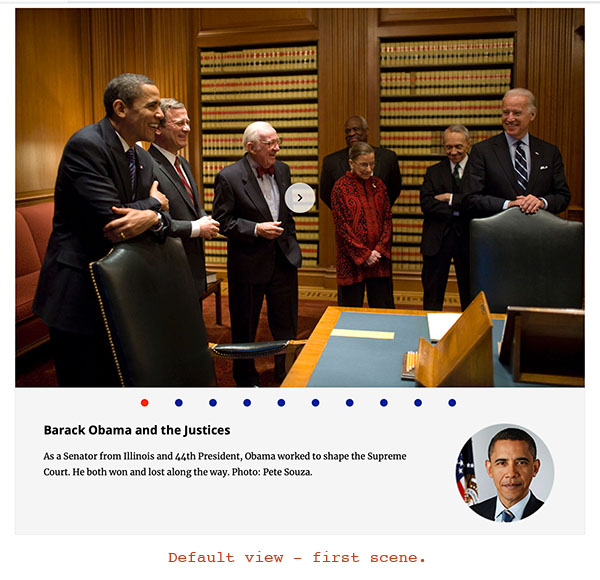 Barack Obama and the Justices
As a Senator from Illinois and 44th President, Obama worked to shape the Supreme
Court. He both won and lost along the way. Photo: Pete Souza.
Default view - first scene.